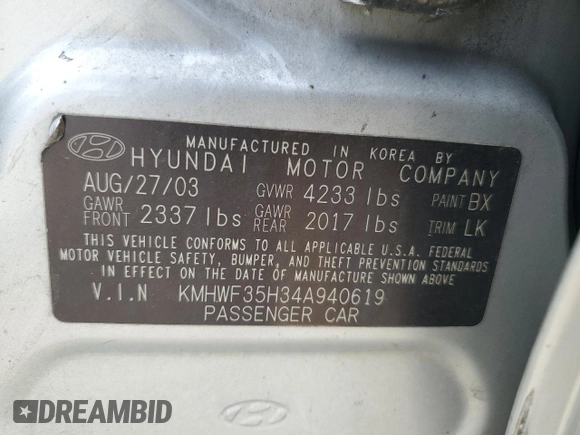 MANUFACTURED IN KOREA BY
HYUNDAI MOTOR COMPANY
AUG/27/03 GVWR 4233 lbs PAINT BX
GAWR FRONT 2337 lbs GAWR REAR 2017 lbs TRIM LK
THIS VEHICLE CONFORMS TO ALL APPLICABLE U.S.A. FEDERAL
MOTOR VEHICLE SAFETY, BUMPER, AND THEFT PREVENTION STANDARDS
IN EFFECT ON THE DATE OF MANUFACTURE SHOWN ABOVE
V.I.N KMHWF35H34A940619
PASSENGER CAR
DREAMBID